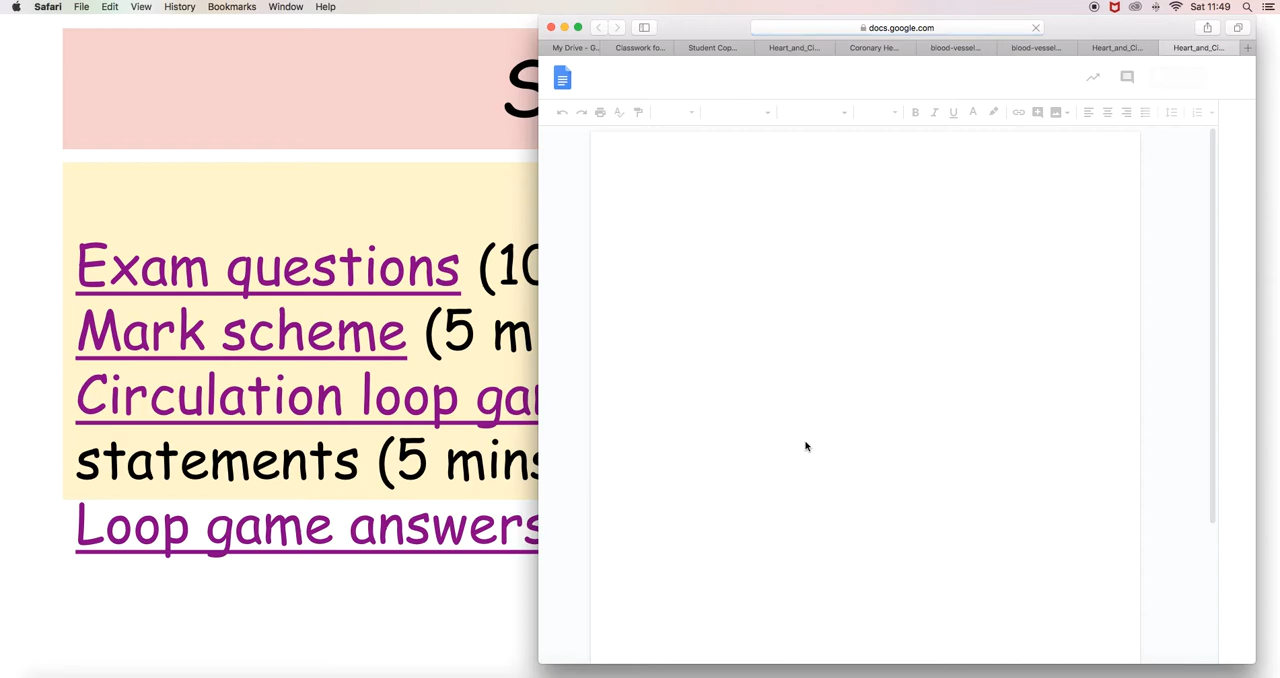 Safari File Edit View History Bookmarks Window Help Sat 11:49
docs.google.com
My Drive - G... Classwork fo... Student Cop... Heart_and_Ci... Coronary He... blood-vessel... blood-vessel... Heart_and_Ci... Heart_and_Ci...
S
B I U A
Exam questions (10
Mark scheme (5 m
Circulation loop gam
statements (5 mins
Loop game answers